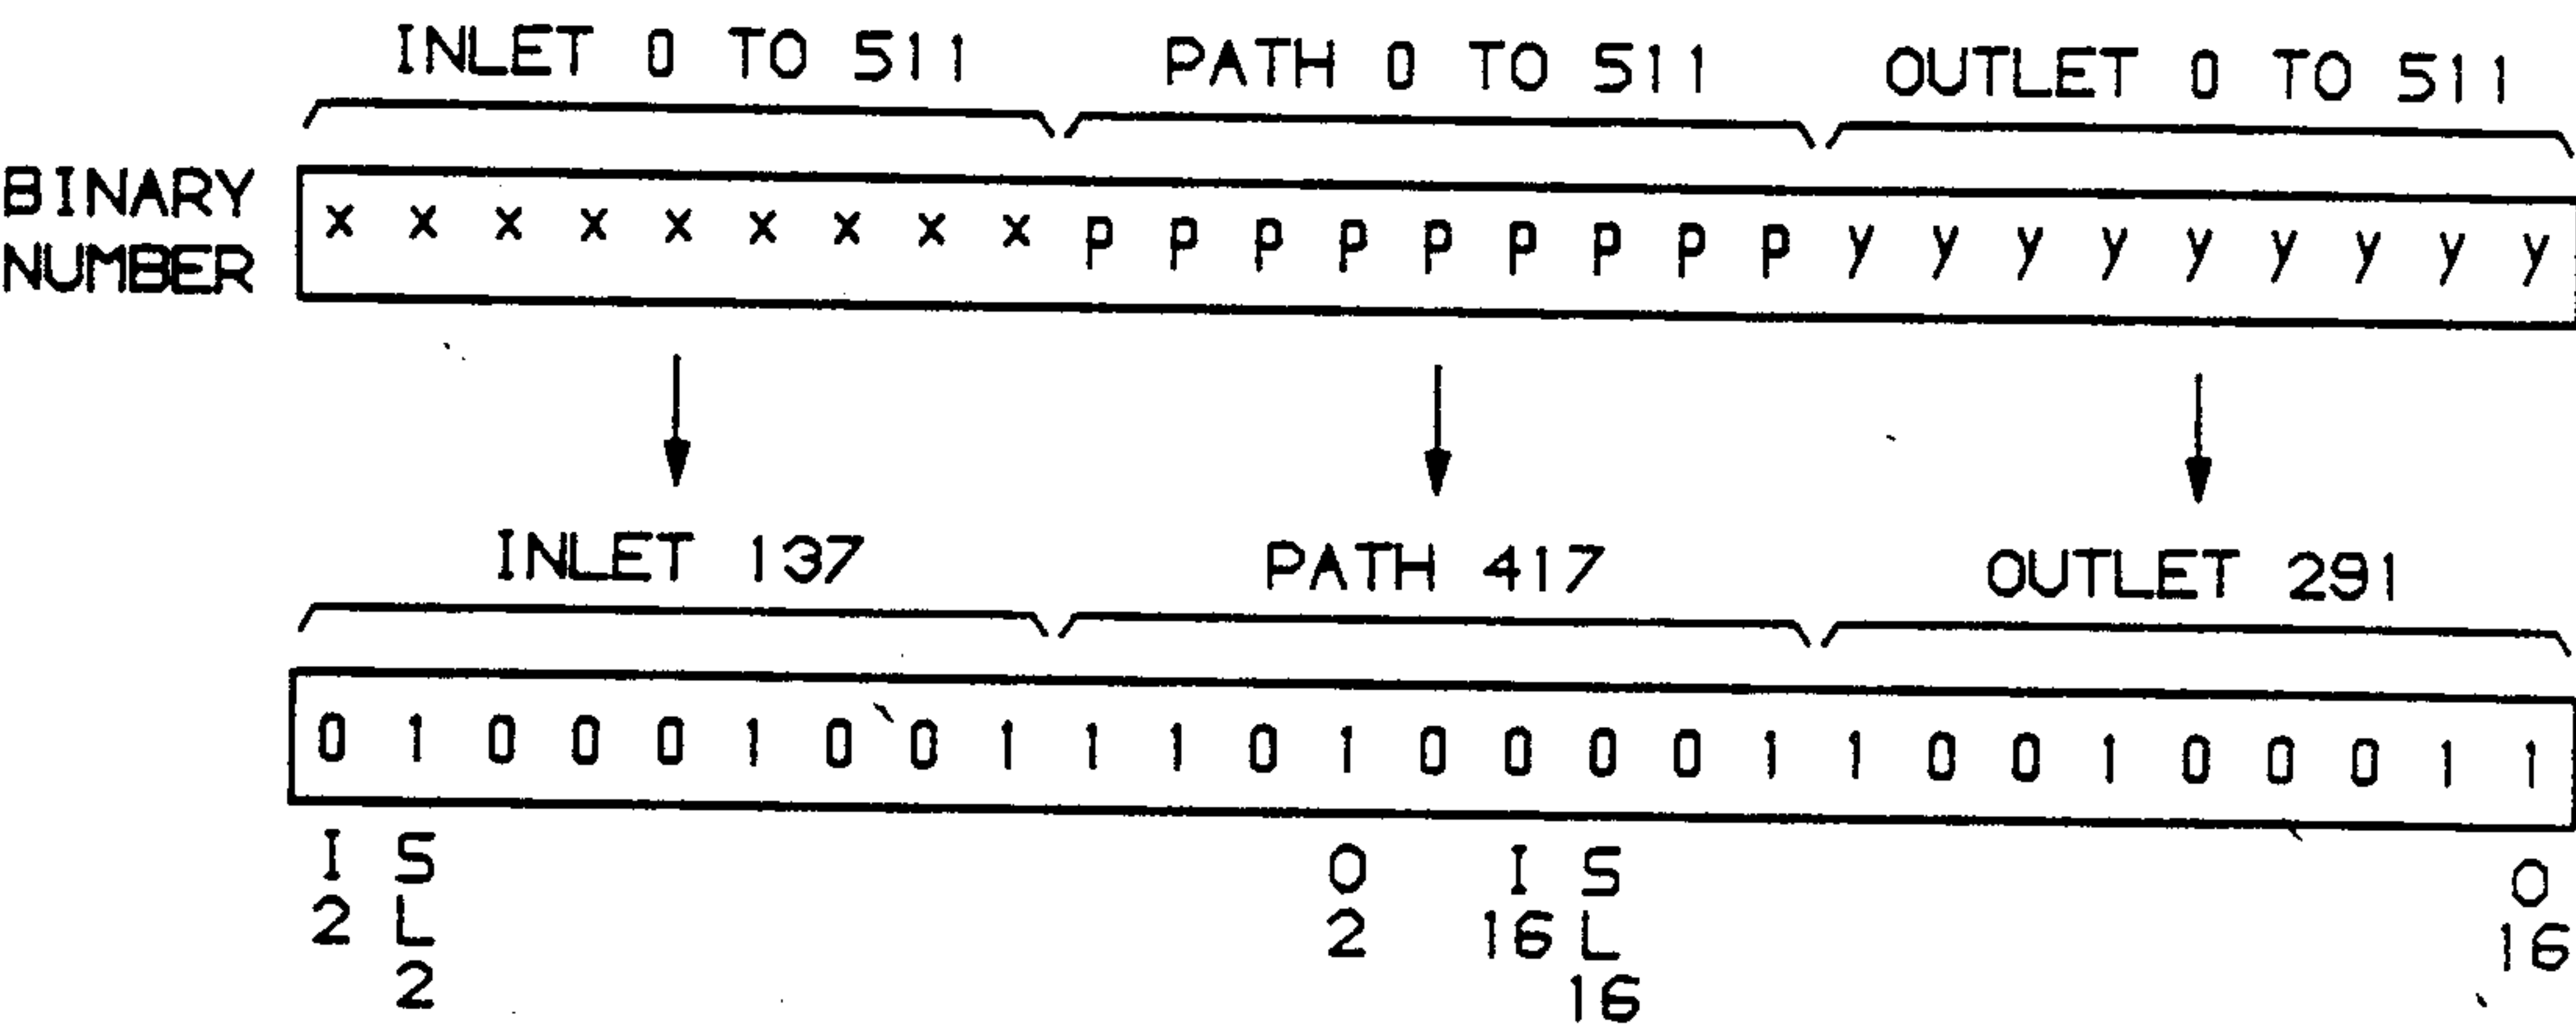 INLET 0 TO 511 PATH 0 TO 511 OUTLET 0 TO 511
BINARY
NUMBER
x x x x x x x x x p p p p p p p p p y y y y y y y y y
INLET 137 PATH 417 OUTLET 291
0 1 0 0 0 1 0 0 1 1 1 0 1 0 0 0 0 1 1 0 0 1 0 0 0 1 1
I S O I S O
2 L 2 16 L 16
2 16